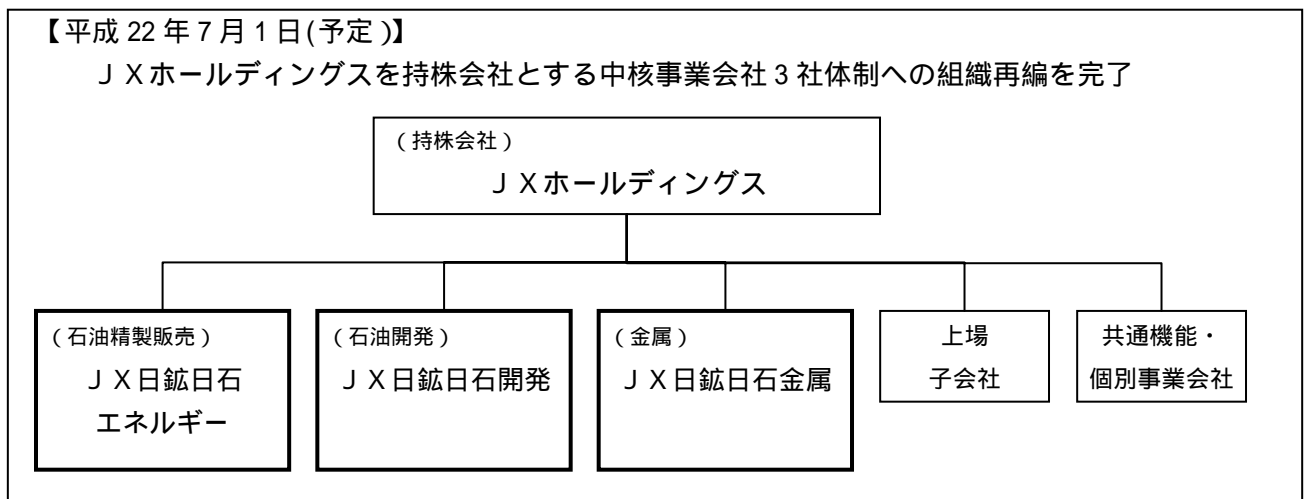 【平成 22 年 7 月 1 日(予定)】
ＪＸホールディングスを持株会社とする中核事業会社 3 社体制への組織再編を完了
（持株会社）
ＪＸホールディングス
（石油精製販売）
ＪＸ日鉱日石
エネルギー
（石油開発）
ＪＸ日鉱日石開発
（金属）
ＪＸ日鉱日石金属
上場
子会社
共通機能・
個別事業会社